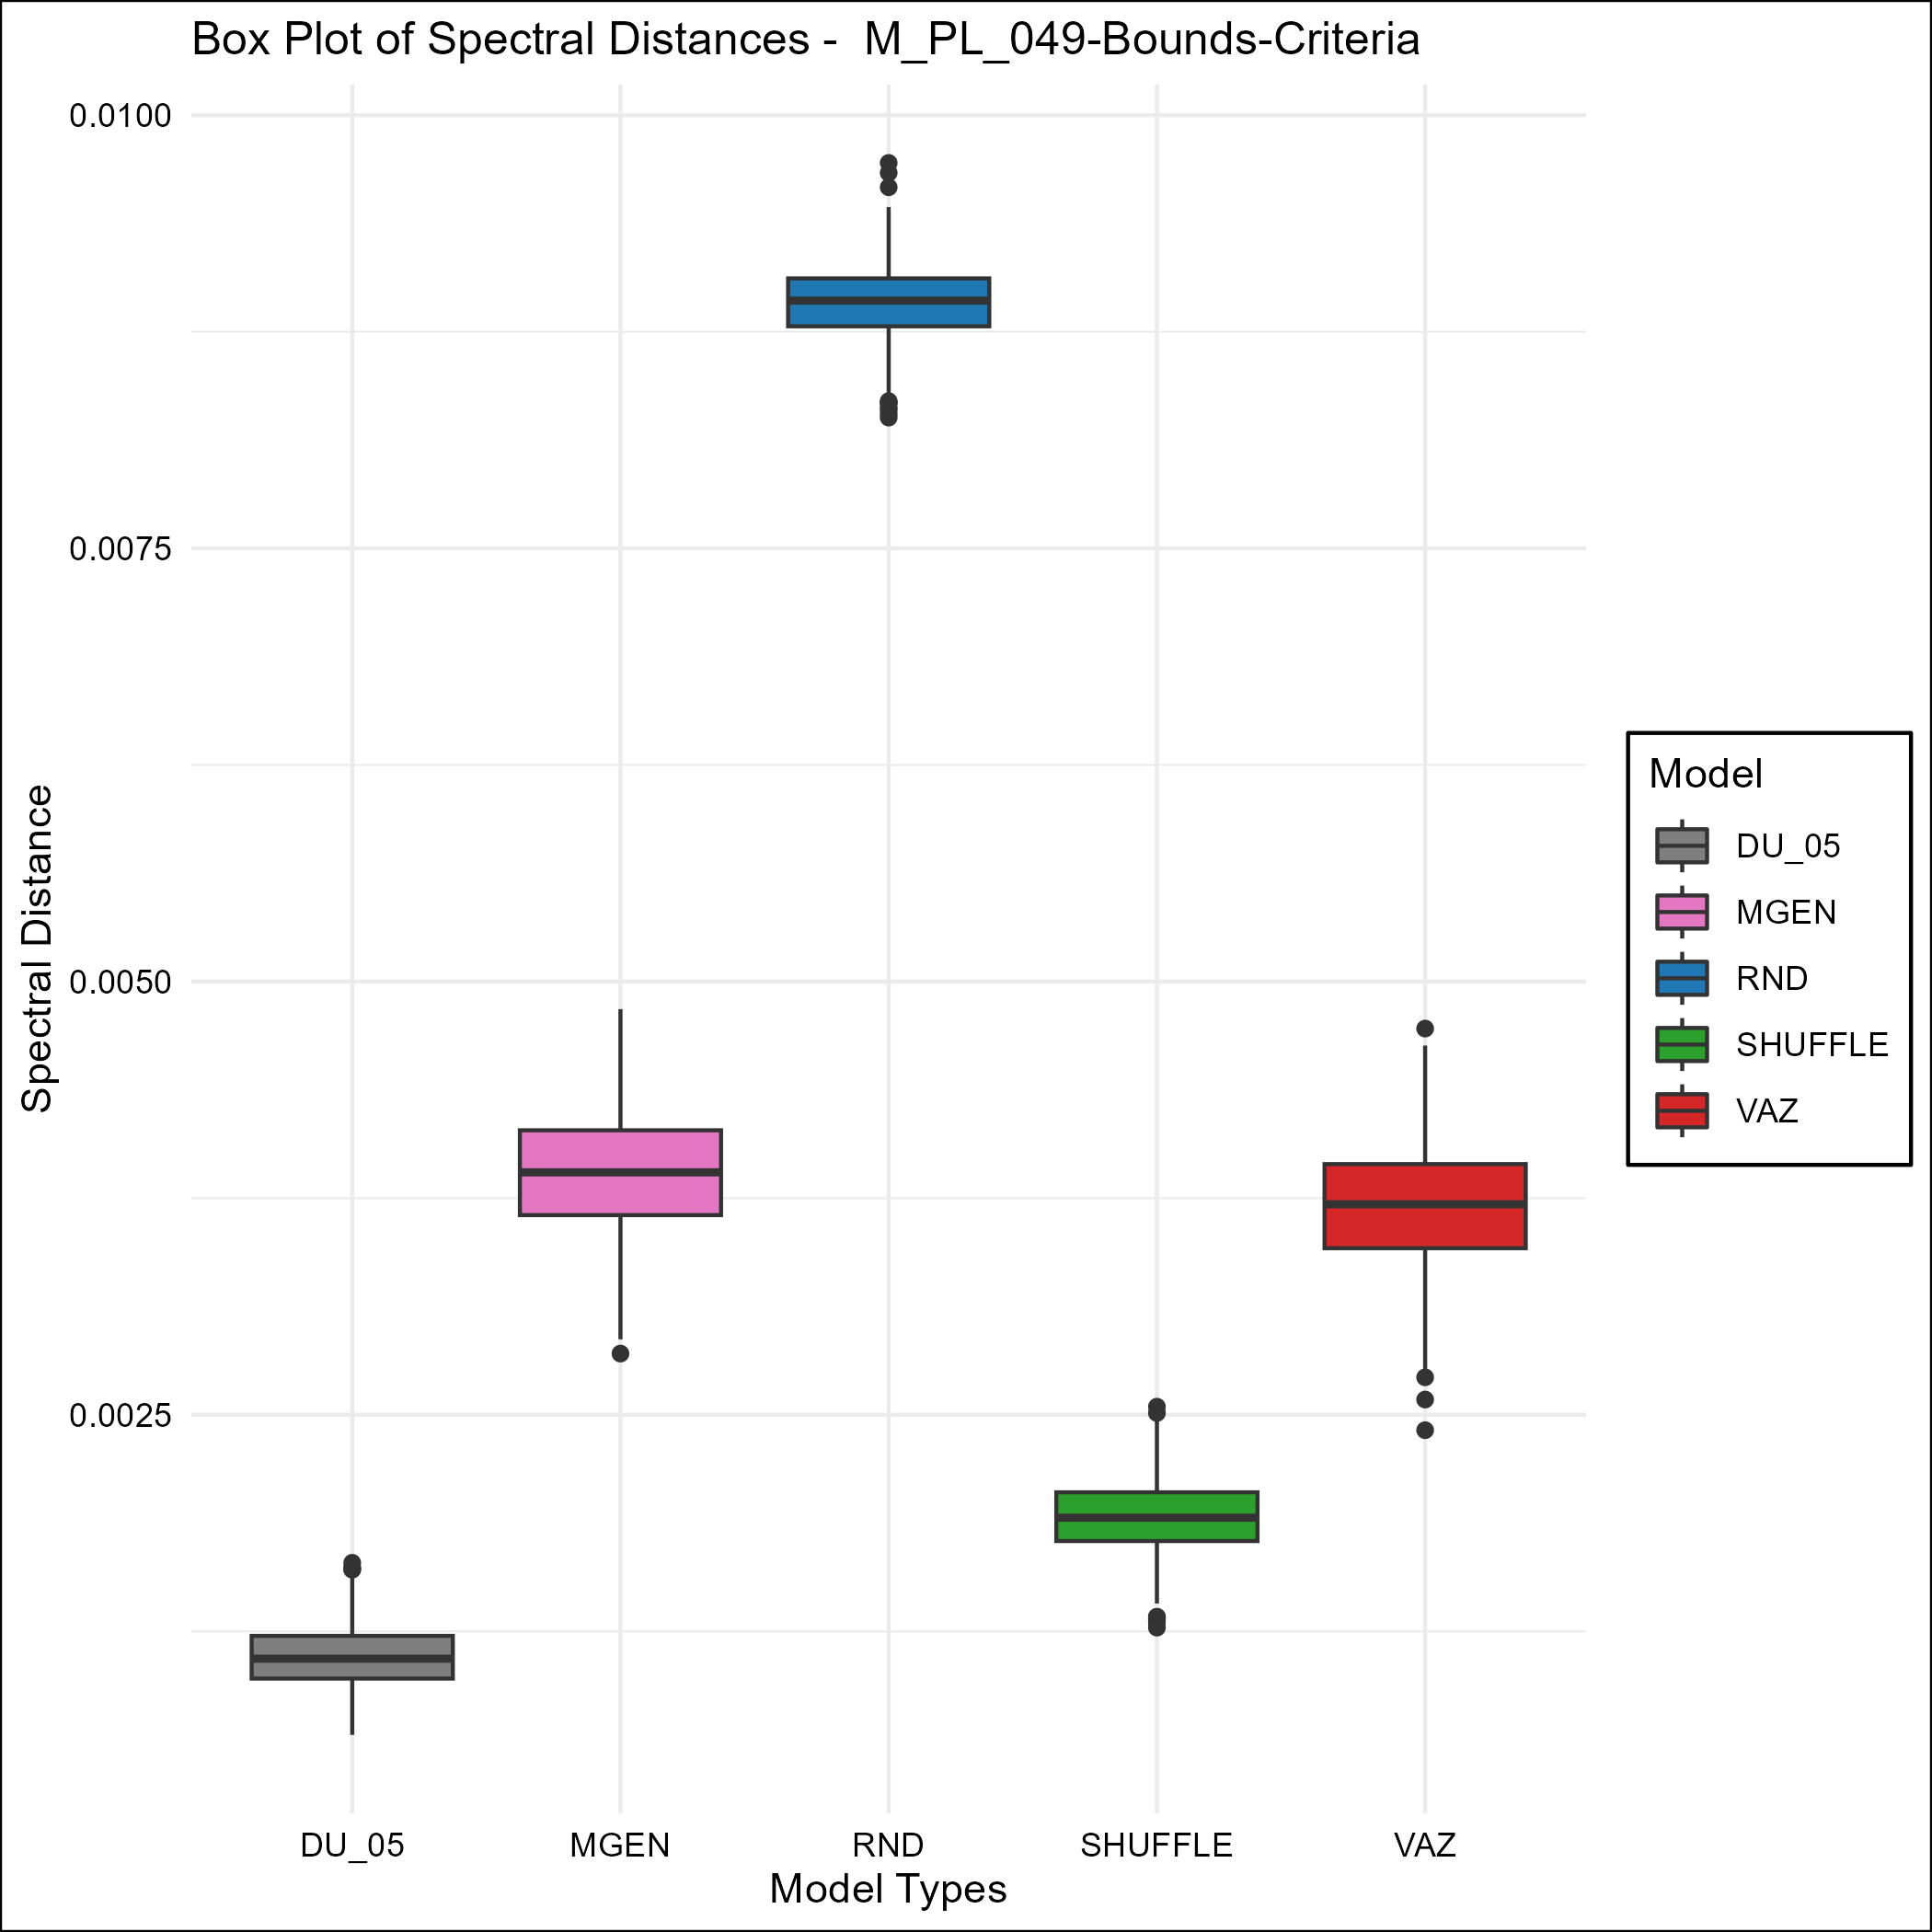 Box Plot of Spectral Distances -  M_PL_049-Bounds-Criteria
0.0100
0.0075
0.0050
0.0025
Spectral Distance
DU_05
MGEN
RND
SHUFFLE
VAZ
Model Types
Model
DU_05
MGEN
RND
SHUFFLE
VAZ